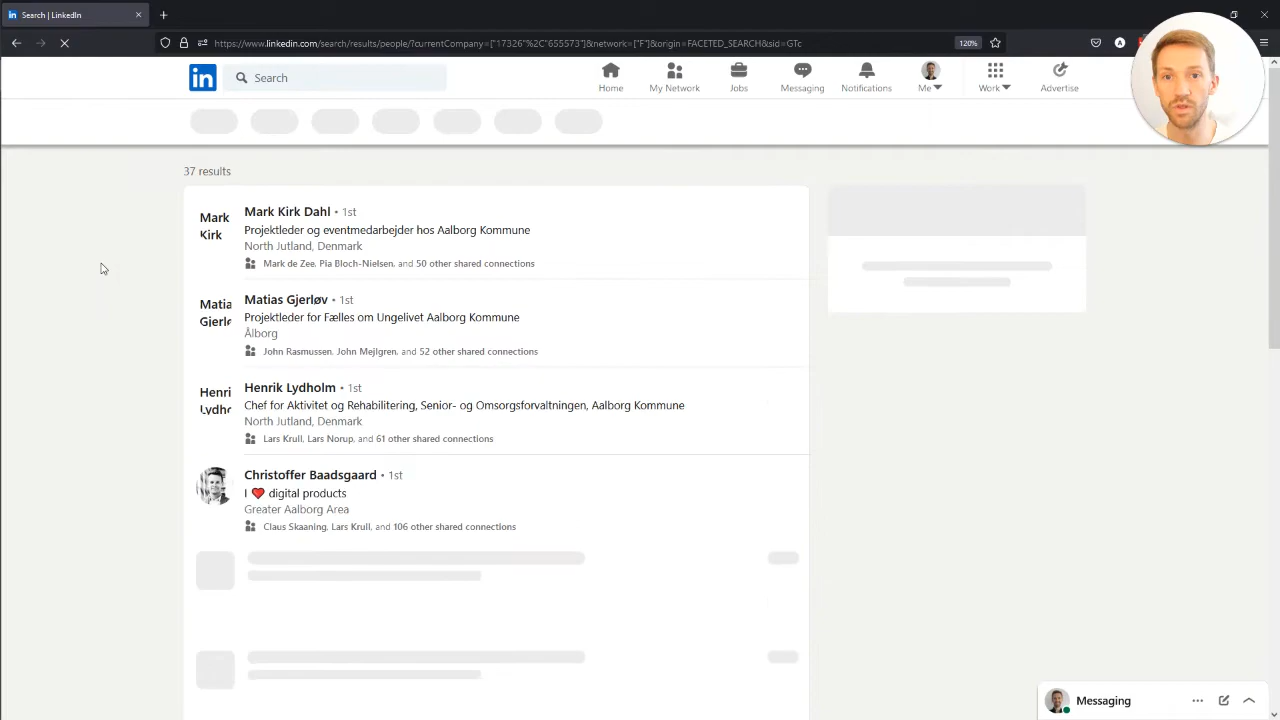 Search | LinkedIn
https://www.linkedin.com/search/results/people/?currentCompany=["17326"%2C"655573"]&network=["F"]&origin=FACETED_SEARCH&sid=GTc
120%
in
Search
Home
My Network
Jobs
Messaging
Notifications
Me
Work
Advertise
37 results
Mark
Kirk
Mark Kirk Dahl • 1st
Projektleder og eventmedarbejder hos Aalborg Kommune
North Jutland, Denmark
Mark de Zee, Pia Bloch-Nielsen, and 50 other shared connections
Matia
Gjerlø
Matias Gjerløv • 1st
Projektleder for Fælles om Ungelivet Aalborg Kommune
Ålborg
John Rasmussen, John Mejlgren, and 52 other shared connections
Henri
Lydho
Henrik Lydholm • 1st
Chef for Aktivitet og Rehabilitering, Senior- og Omsorgsforvaltningen, Aalborg Kommune
North Jutland, Denmark
Lars Krull, Lars Norup, and 61 other shared connections
Christoffer Baadsgaard • 1st
I ❤️ digital products
Greater Aalborg Area
Claus Skaaning, Lars Krull, and 106 other shared connections
Messaging